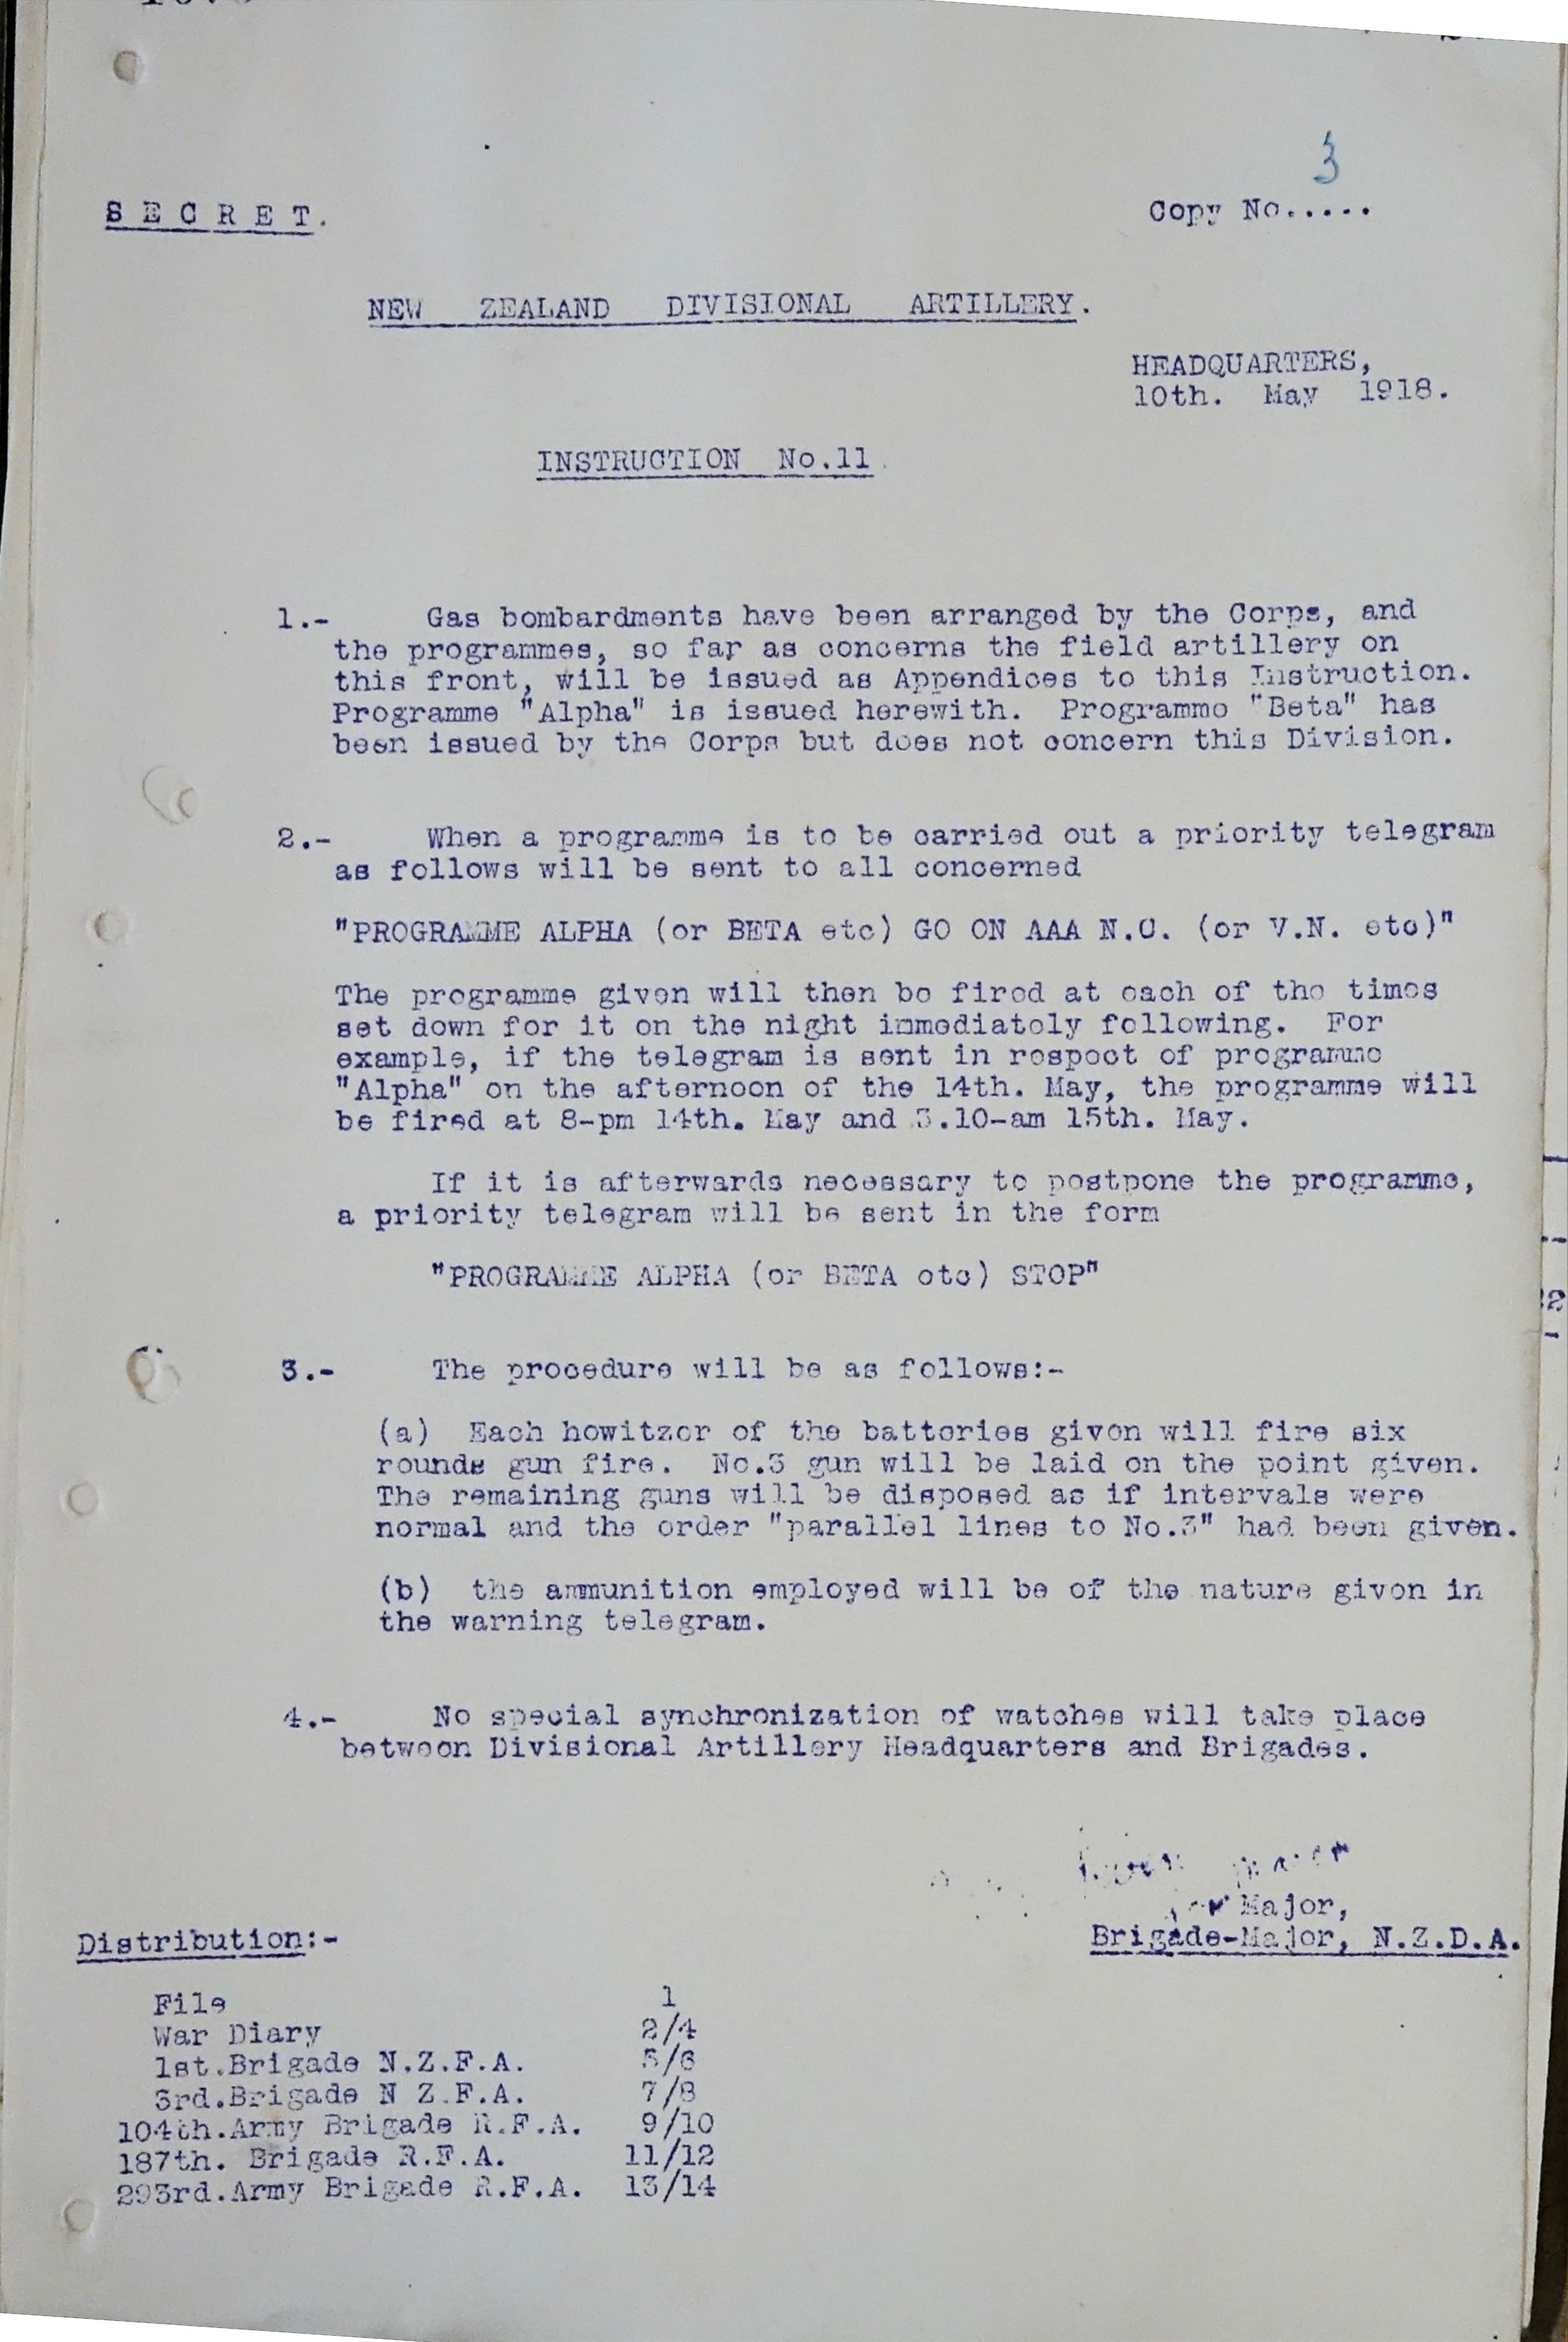 3
S E C R E T.
Copy No.....
NEW ZEALAND DIVISIONAL ARTILLERY.
HEADQUARTERS,
10th. May 1918.
INSTRUCTION No.11.
1.- Gas bombardments have been arranged by the Corps, and
the programmes, so far as concerns the field artillery on
this front, will be issued as Appendices to this Instruction.
Programme "Alpha" is issued herewith. Programme "Beta" has
been issued by the Corps but does not concern this Division.
2.- When a programme is to be carried out a priority telegram
as follows will be sent to all concerned
"PROGRAMME ALPHA (or BETA etc) GO ON AAA N.C. (or V.N. etc)"
The programme given will then be fired at each of the times
set down for it on the night immediately following. For
example, if the telegram is sent in respect of programme
"Alpha" on the afternoon of the 14th. May, the programme will
be fired at 8-pm 14th. May and 3.10-am 15th. May.
If it is afterwards necessary to postpone the programme,
a priority telegram will be sent in the form
"PROGRAMME ALPHA (or BETA etc) STOP"
3.- The procedure will be as follows:-
(a) Each howitzer of the batteries given will fire six
rounds gun fire. No.3 gun will be laid on the point given.
The remaining guns will be disposed as if intervals were
normal and the order "parallel lines to No.3" had been given.
(b) the ammunition employed will be of the nature given in
the warning telegram.
4.- No special synchronization of watches will take place
between Divisional Artillery Headquarters and Brigades.
Major,
Brigade-Major, N.Z.D.A.
Distribution:-
File 1
War Diary 2/4
1st.Brigade N.Z.F.A. 5/6
3rd.Brigade N Z.F.A. 7/8
104th.Army Brigade R.F.A. 9/10
187th. Brigade R.F.A. 11/12
293rd.Army Brigade R.F.A. 13/14